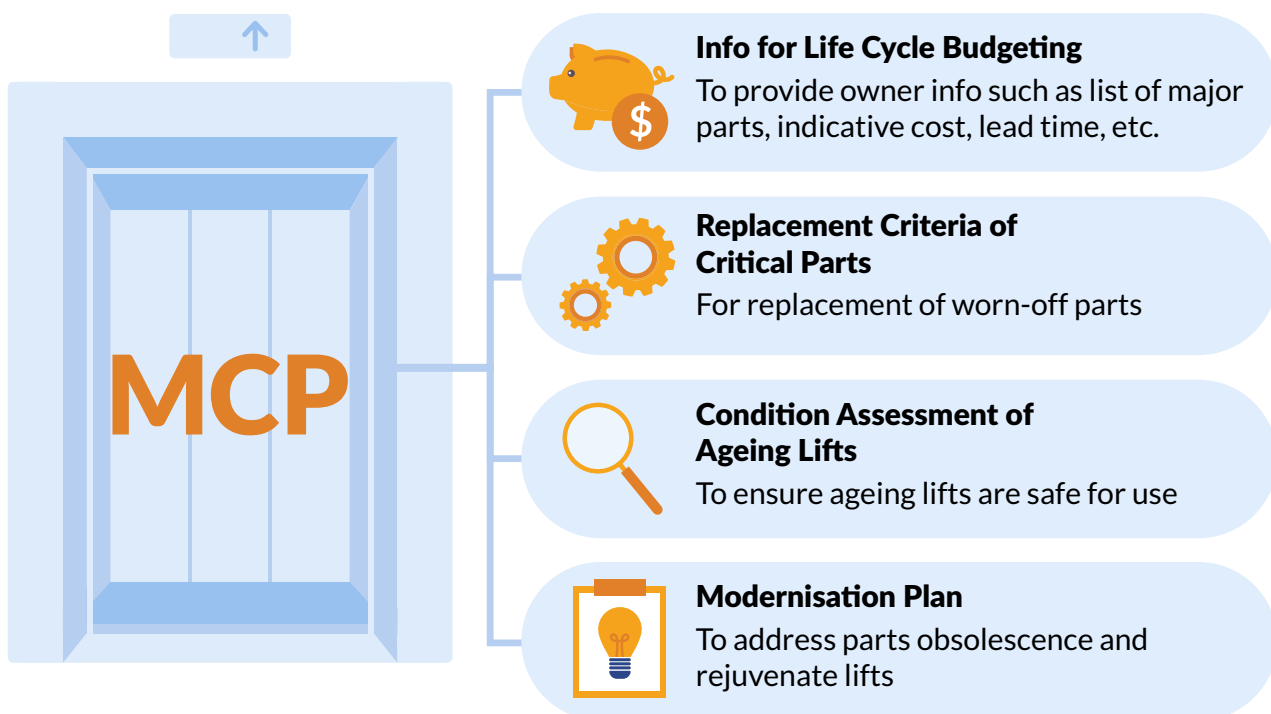 MCP
Info for Life Cycle Budgeting
To provide owner info such as list of major
parts, indicative cost, lead time, etc.
$
Replacement Criteria of
Critical Parts
For replacement of worn-off parts
Condition Assessment of
Ageing Lifts
To ensure ageing lifts are safe for use
Modernisation Plan
To address parts obsolescence and
rejuvenate lifts